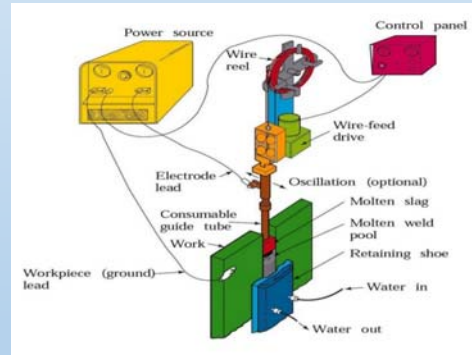 Power source
Control panel
Wire
reel
Wire-feed
drive
Electrode
lead
Oscillation (optional)
Consumable
guide tube
Molten slag
Molten weld
pool
Work
Retaining shoe
Workpiece (ground)
lead
Water in
Water out